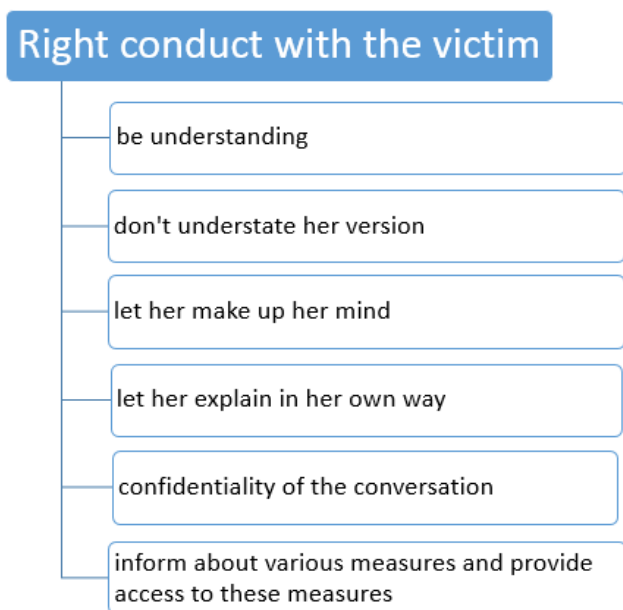 Right conduct with the victim
be understanding
don't understate her version
let her make up her mind
let her explain in her own way
confidentiality of the conversation
inform about various measures and provide
access to these measures